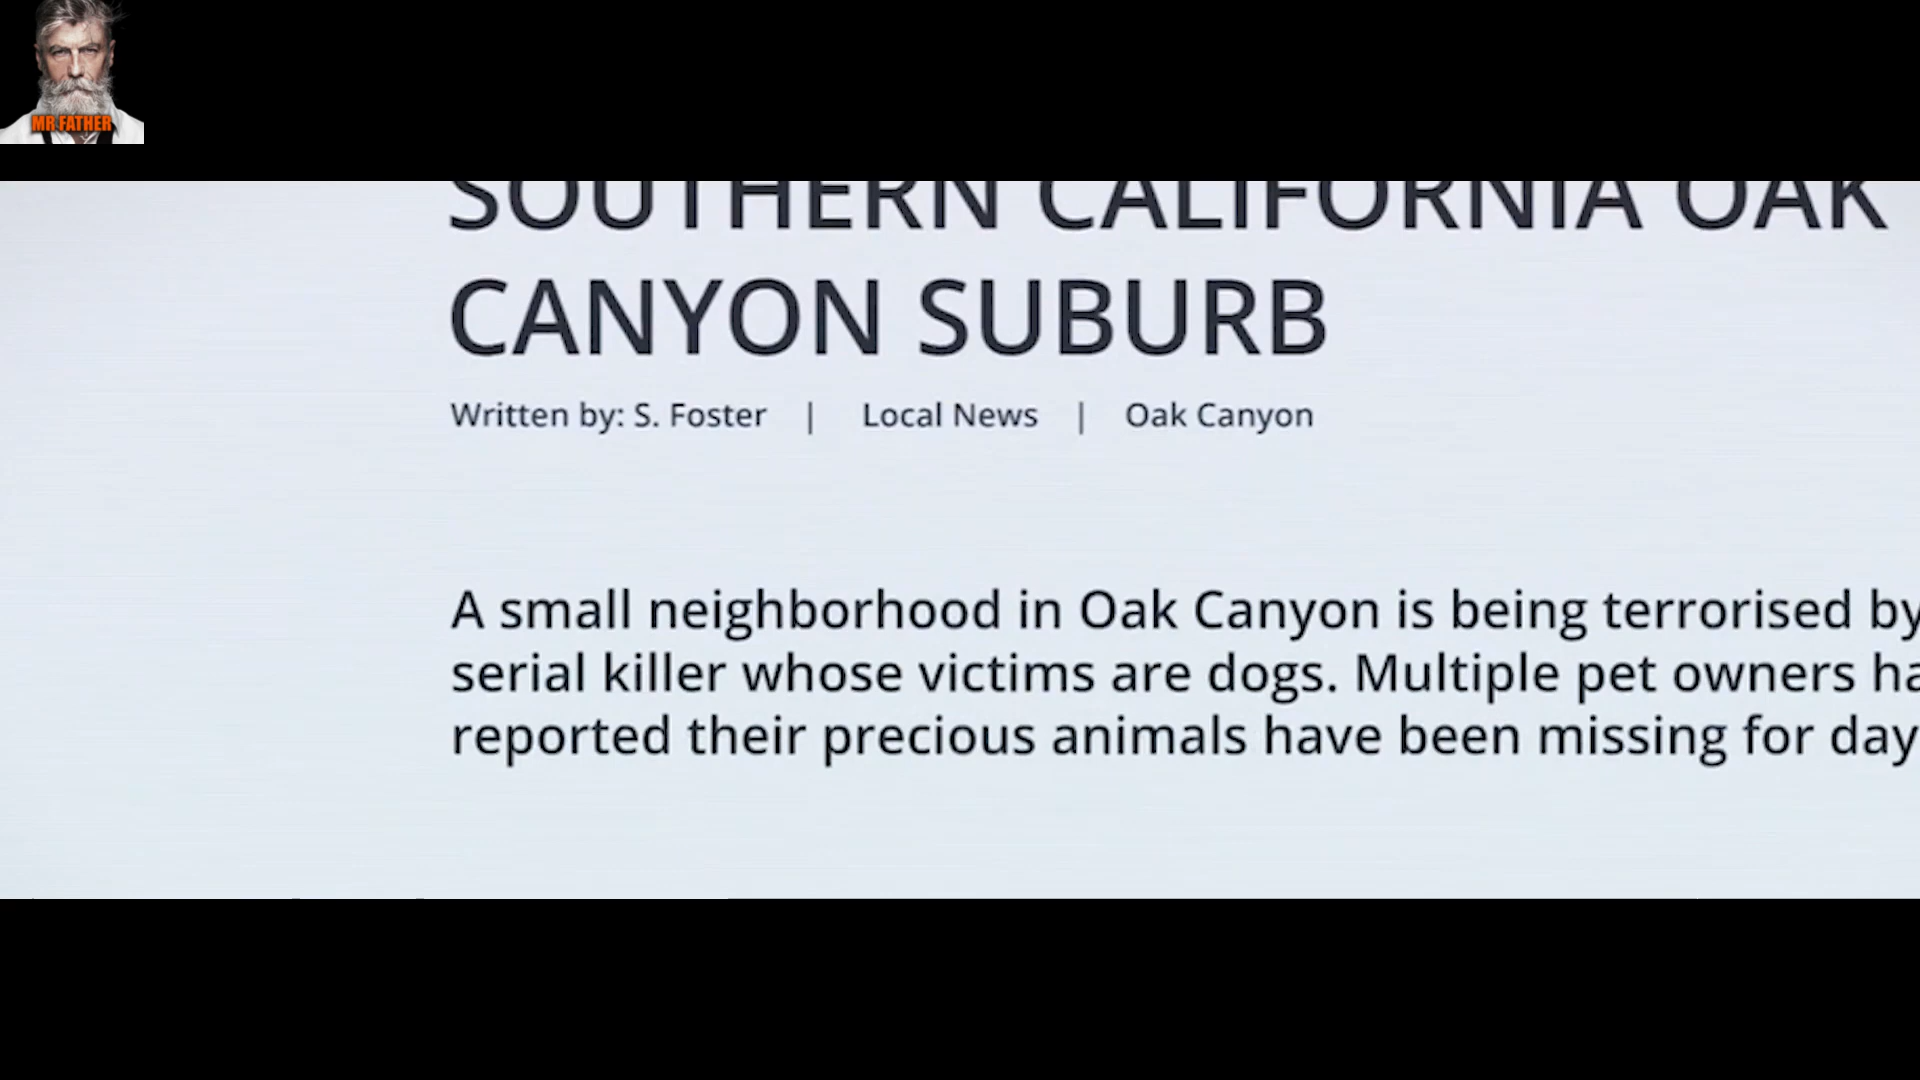 MR FATHER
SOUTHERN CALIFORNIA OAK
CANYON SUBURB
Written by: S. Foster | Local News | Oak Canyon
A small neighborhood in Oak Canyon is being terrorised by
serial killer whose victims are dogs. Multiple pet owners
reported their precious animals have been missing for